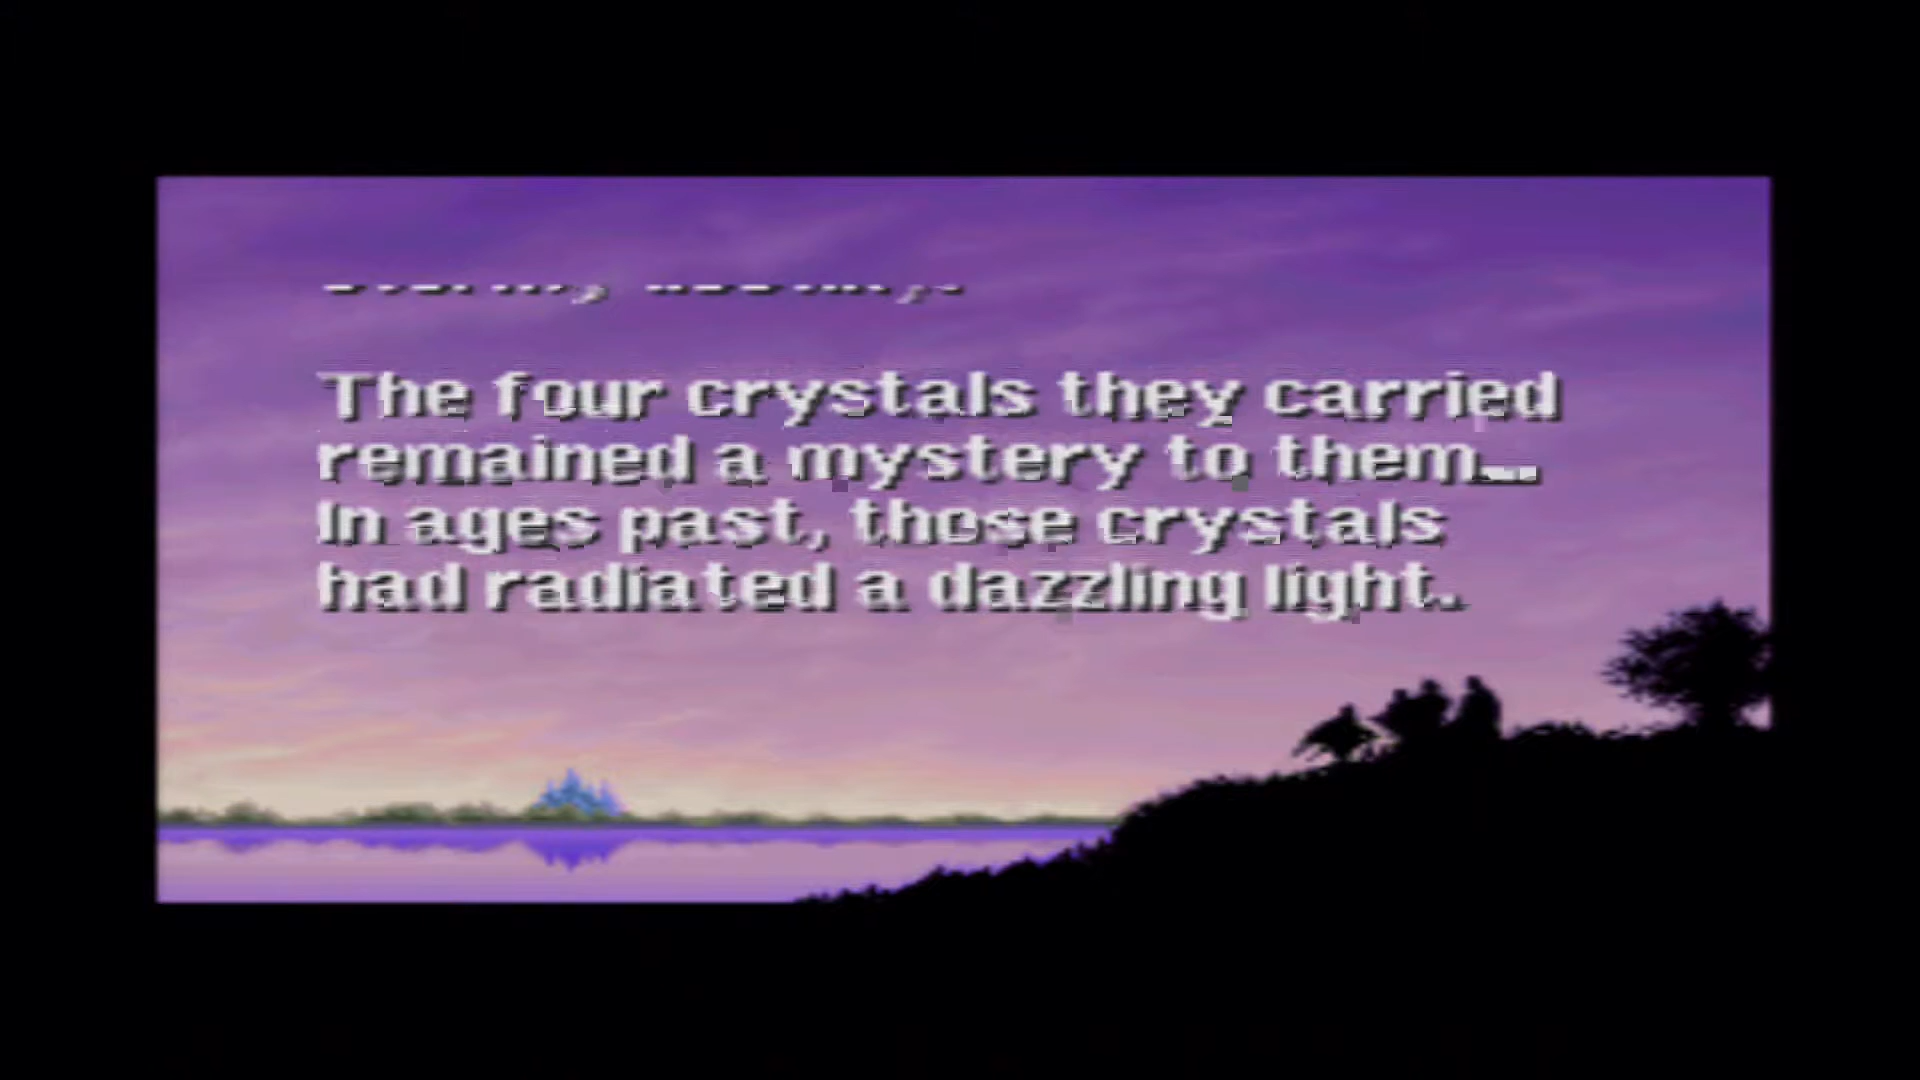 The four crystals they carried
remained a mystery to them...
In ages past, those crystals
had radiated a dazzling light.